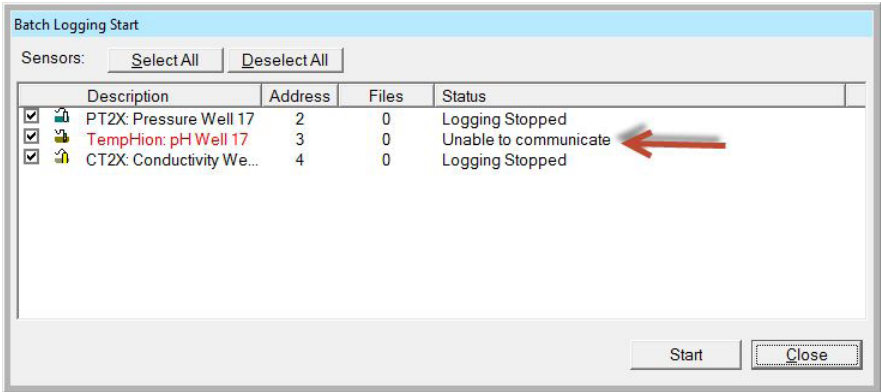 Batch Logging Start
Sensors: Select All Deselect All
Description Address Files Status
PT2X: Pressure Well 17 2 0 Logging Stopped
TempHion: pH Well 17 3 0 Unable to communicate
CT2X: Conductivity We... 4 0 Logging Stopped
Start Close